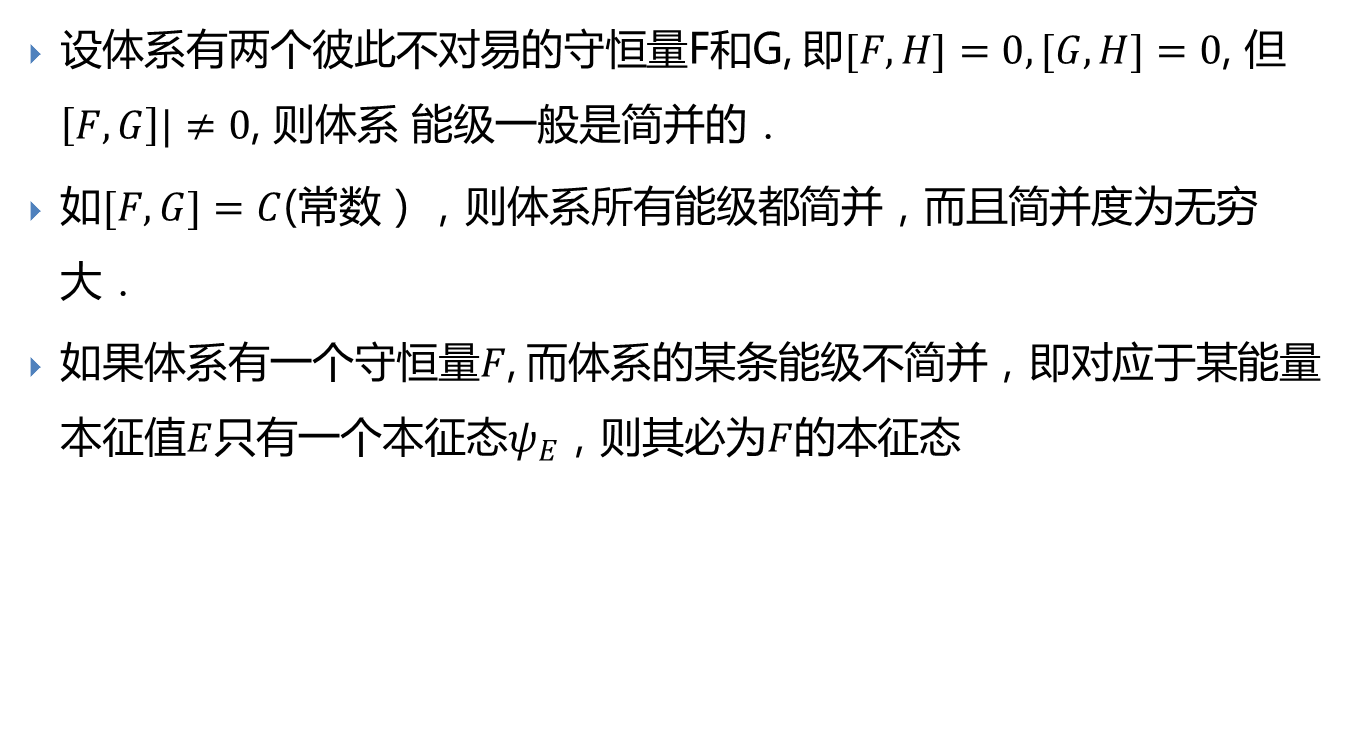 设体系有两个彼此不对易的守恒量F和G, 即[F, H] = 0, [G, H] = 0, 但
[F, G]| ≠ 0, 则体系 能级一般是简并的．
如[F, G] = C(常数），则体系所有能级都简并，而且简并度为无穷
大．
如果体系有一个守恒量F, 而体系的某条能级不简并，即对应于某能量
本征值E只有一个本征态ψ_E，则其必为F的本征态